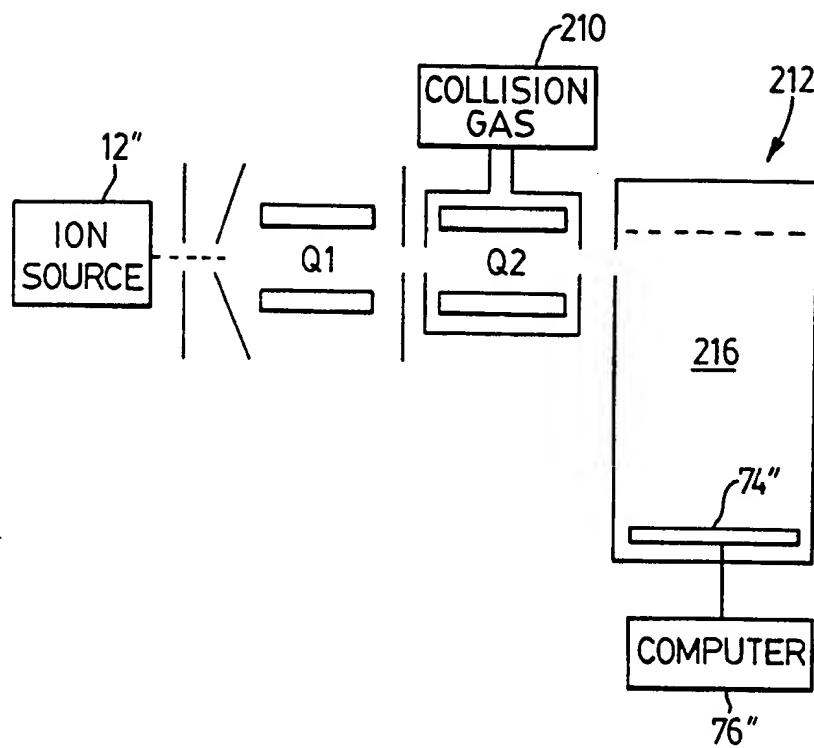 210
COLLISION
GAS
212
12"
ION
SOURCE
Q1
Q2
216
74"
COMPUTER
76"